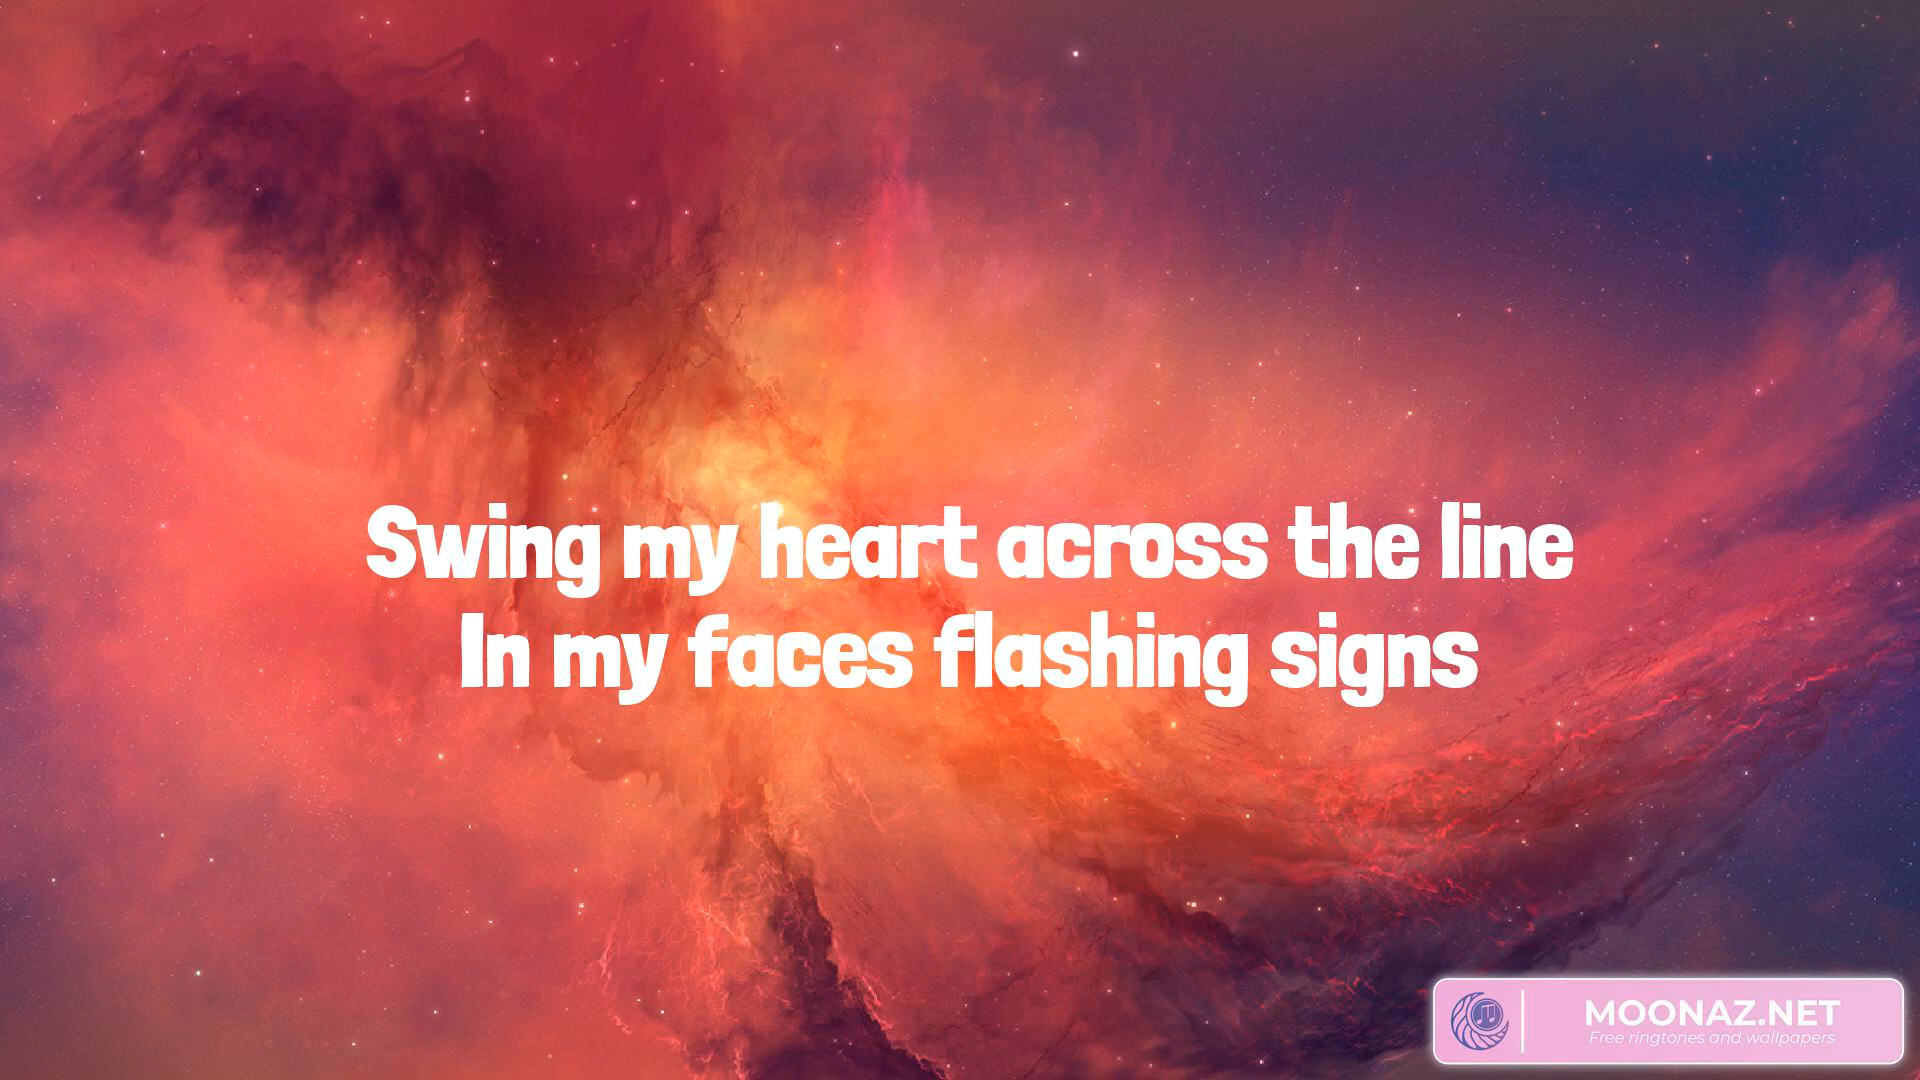 Swing my heart across the line
In my faces flashing signs
MOONAZ.NET
Free ringtones and wallpapers